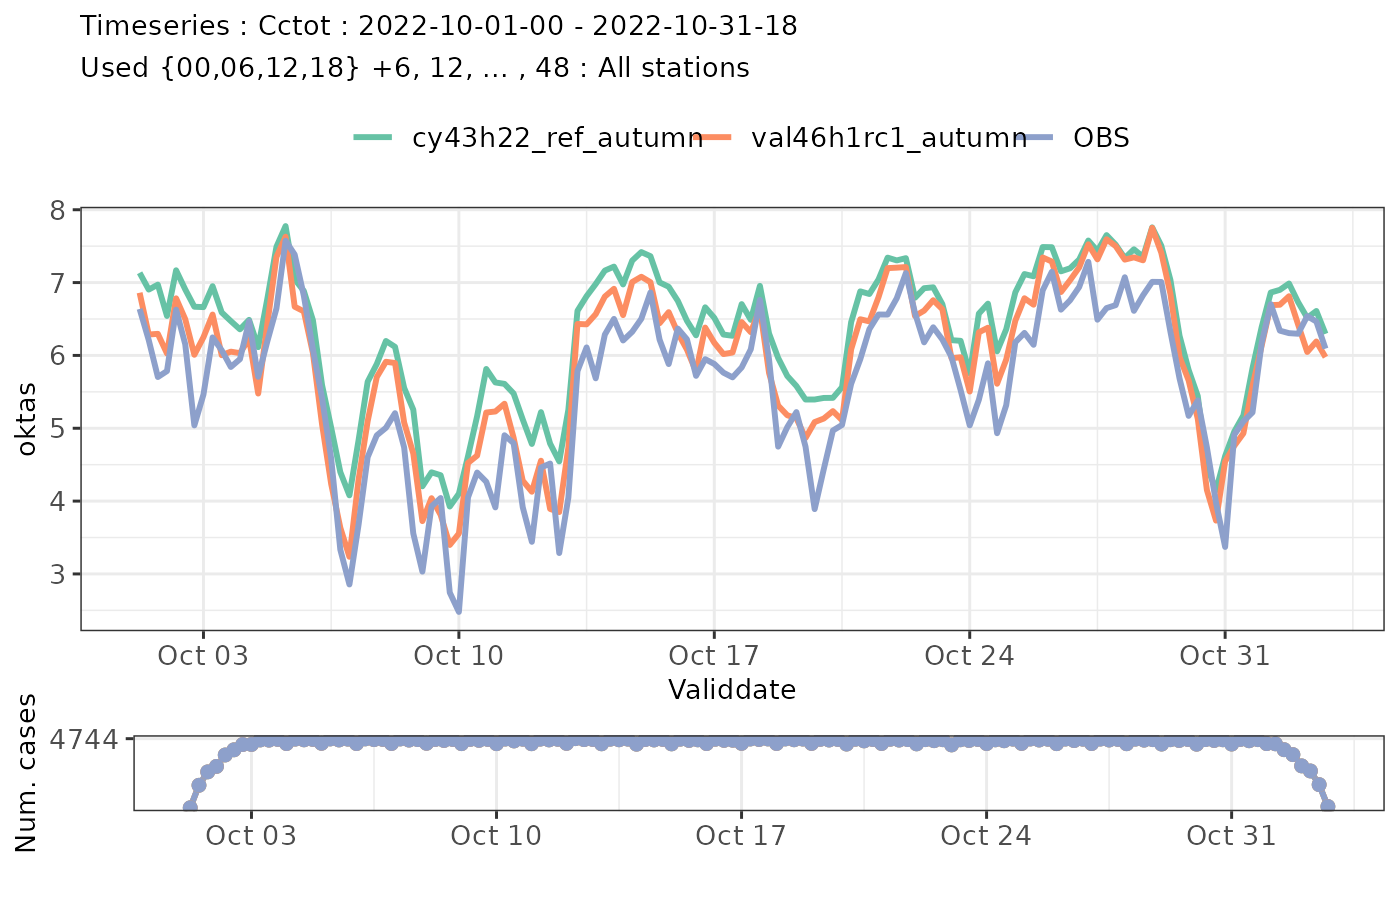 Timeseries : Cctot : 2022-10-01-00 - 2022-10-31-18
Used {00,06,12,18} +6, 12, ... , 48 : All stations
cy43h22_ref_autumn val46h1rc1_autumn OBS
8
7
6
5
4
3
oktas
Oct 03 Oct 10 Oct 17 Oct 24 Oct 31
Validdate
4744
Num. cases
Oct 03 Oct 10 Oct 17 Oct 24 Oct 31